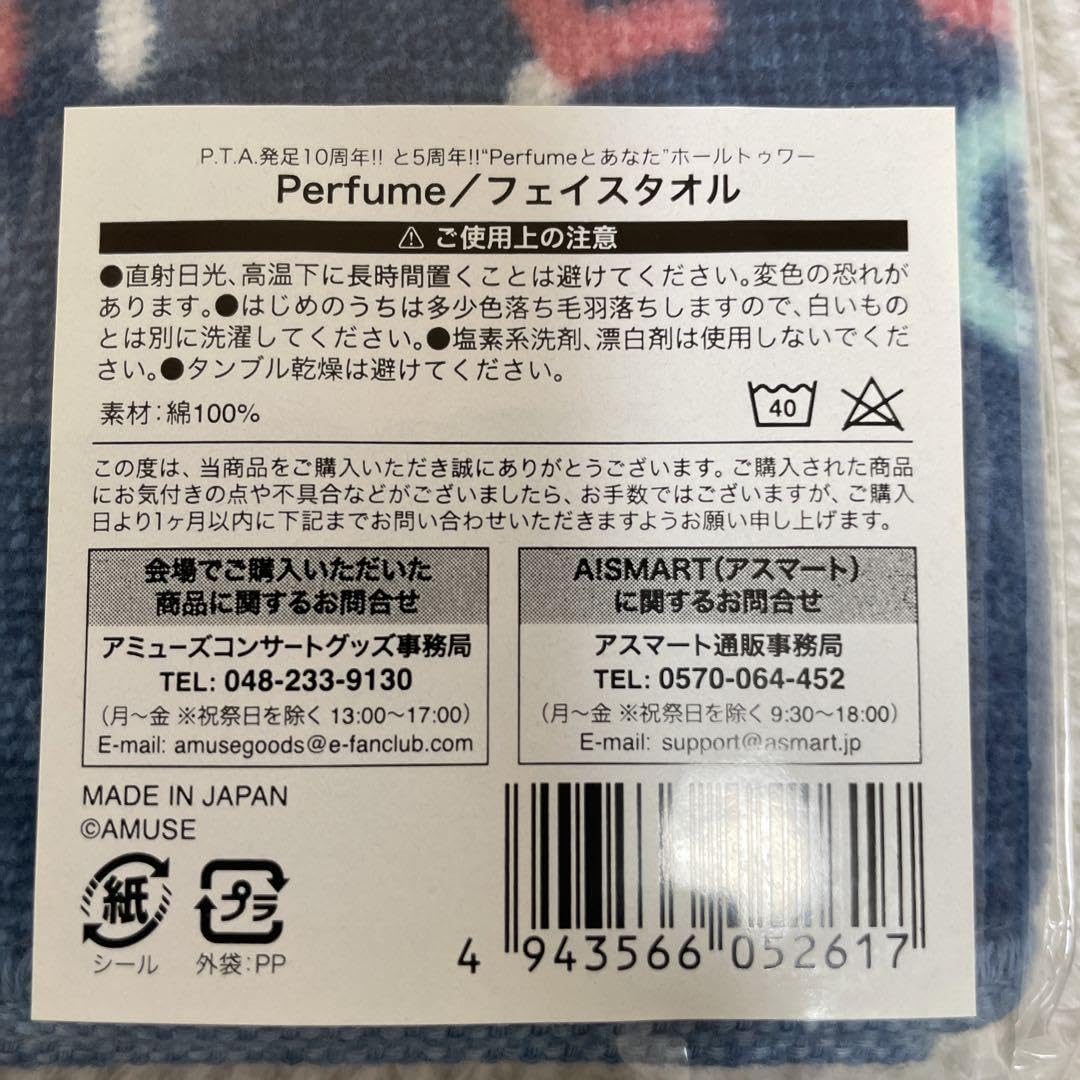 P.T.A.発足10周年!! と5周年!!“Perfumeとあなた”ホールトゥワー
Perfume／フェイスタオル
⚠ ご使用上の注意
●直射日光、高温下に長時間置くことは避けてください。変色の恐れが
あります。●はじめのうちは多少色落ち毛羽落ちしますので、白いもの
とは別に洗濯してください。●塩素系洗剤、漂白剤は使用しないでくだ
さい。●タンブル乾燥は避けてください。
素材：綿100%
40
この度は、当商品をご購入いただき誠にありがとうございます。ご購入された商品
にお気付きの点や不具合などがございましたら、お手数ではございますが、ご購入
日より1ヶ月以内に下記までお問い合わせいただきますようお願い申し上げます。
会場でご購入いただいた
商品に関するお問合せ
アミューズコンサートグッズ事務局
TEL: 048-233-9130
（月〜金 ※祝祭日を除く 13:00〜17:00）
E-mail: amusegoods@e-fanclub.com
A!SMART（アスマート）
に関するお問合せ
アスマート通販事務局
TEL: 0570-064-452
（月〜金 ※祝祭日を除く 9:30〜18:00）
E-mail: support@asmart.jp
MADE IN JAPAN
©AMUSE
紙
シール
プラ
外袋：PP
4 943566 052617